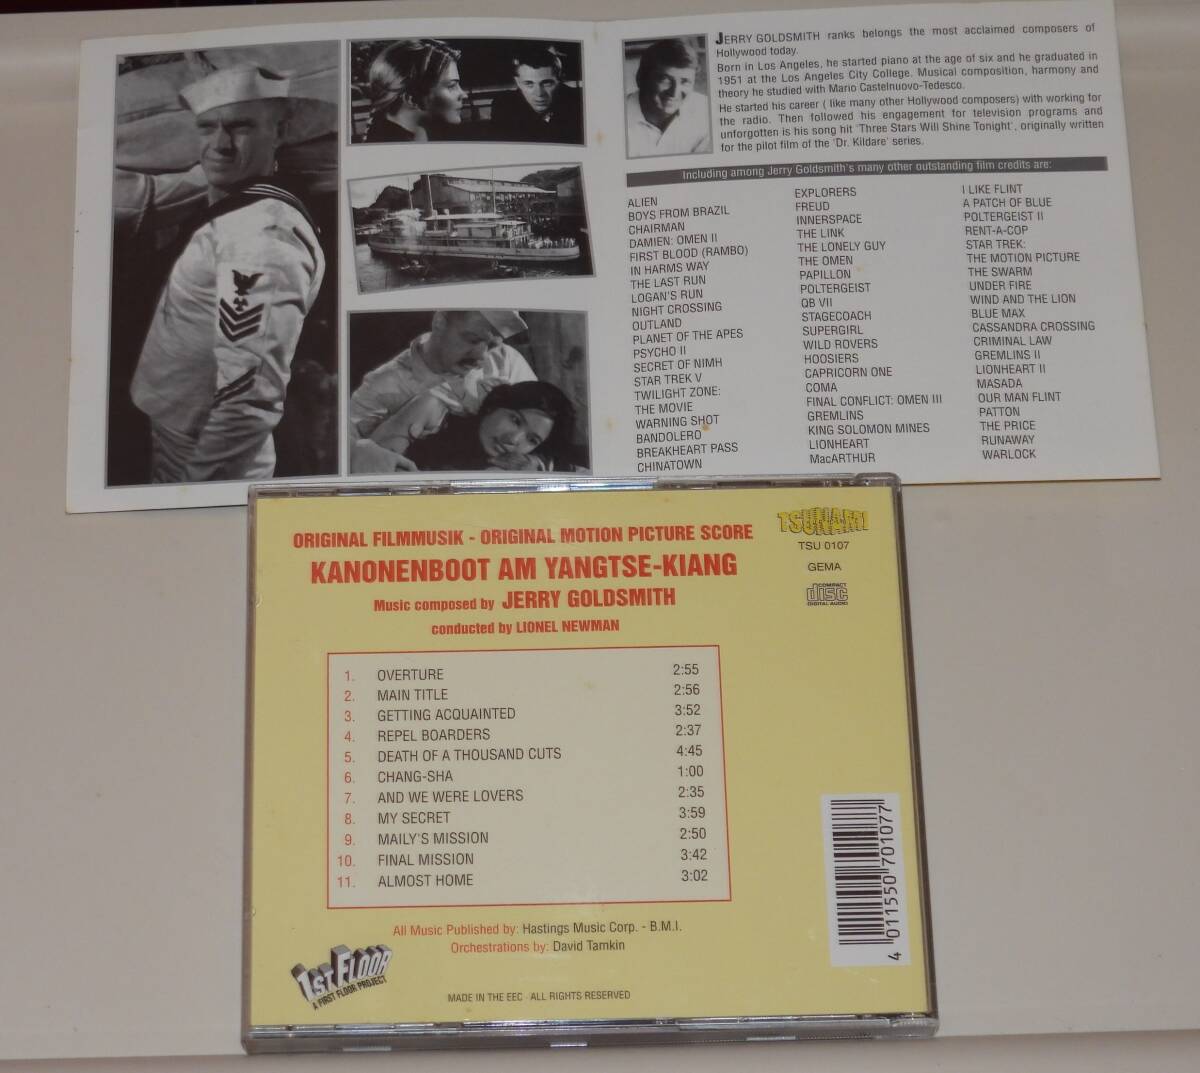 JERRY GOLDSMITH ranks belongs the most acclaimed composers of
Hollywood today.
Born in Los Angeles, he started piano at the age of six and he graduated in
1951 at the Los Angeles City College. Musical composition, harmony and
theory he studied with Mario Castelnuovo-Tedesco.
He started his career ( like many other Hollywood composers) with working for
the radio. Then followed his engagement for television programs and
unforgotten is his song hit 'Three Stars Will Shine Tonight', originally written
for the pilot film of the 'Dr. Kildare' series.
Including among Jerry Goldsmith's many other outstanding film credits are:
ALIEN
BOYS FROM BRAZIL
CHAIRMAN
DAMIEN: OMEN II
FIRST BLOOD (RAMBO)
IN HARMS WAY
THE LAST RUN
LOGAN'S RUN
NIGHT CROSSING
OUTLAND
PLANET OF THE APES
PSYCHO II
SECRET OF NIMH
STAR TREK V
TWILIGHT ZONE:
THE MOVIE
WARNING SHOT
BANDOLERO
BREAKHEART PASS
CHINATOWN
EXPLORERS
FREUD
INNERSPACE
THE LINK
THE LONELY GUY
THE OMEN
PAPILLON
POLTERGEIST
QB VII
STAGECOACH
SUPERGIRL
WILD ROVERS
HOOSIERS
CAPRICORN ONE
COMA
FINAL CONFLICT: OMEN III
GREMLINS
KING SOLOMON MINES
LIONHEART
MacARTHUR
I LIKE FLINT
A PATCH OF BLUE
POLTERGEIST II
RENT-A-COP
STAR TREK:
THE MOTION PICTURE
THE SWARM
UNDER FIRE
WIND AND THE LION
BLUE MAX
CASSANDRA CROSSING
CRIMINAL LAW
GREMLINS II
LIONHEART II
MASADA
OUR MAN FLINT
PATTON
THE PRICE
RUNAWAY
WARLOCK
ORIGINAL FILMMUSIK - ORIGINAL MOTION PICTURE SCORE
KANONENBOOT AM YANGTSE-KIANG
Music composed by JERRY GOLDSMITH
conducted by LIONEL NEWMAN
TSUNAMI
TSU 0107
GEMA
COMPACT
disc
DIGITAL AUDIO
1. OVERTURE 2:55
2. MAIN TITLE 2:56
3. GETTING ACQUAINTED 3:52
4. REPEL BOARDERS 2:37
5. DEATH OF A THOUSAND CUTS 4:45
6. CHANG-SHA 1:00
7. AND WE WERE LOVERS 2:35
8. MY SECRET 3:59
9. MAILY'S MISSION 2:50
10. FINAL MISSION 3:42
11. ALMOST HOME 3:02
All Music Published by: Hastings Music Corp. - B.M.I.
Orchestrations by: David Tamkin
1ST FLOOR
A FIRST FLOOR PROJECT
MADE IN THE EEC · ALL RIGHTS RESERVED
4 011550 701077